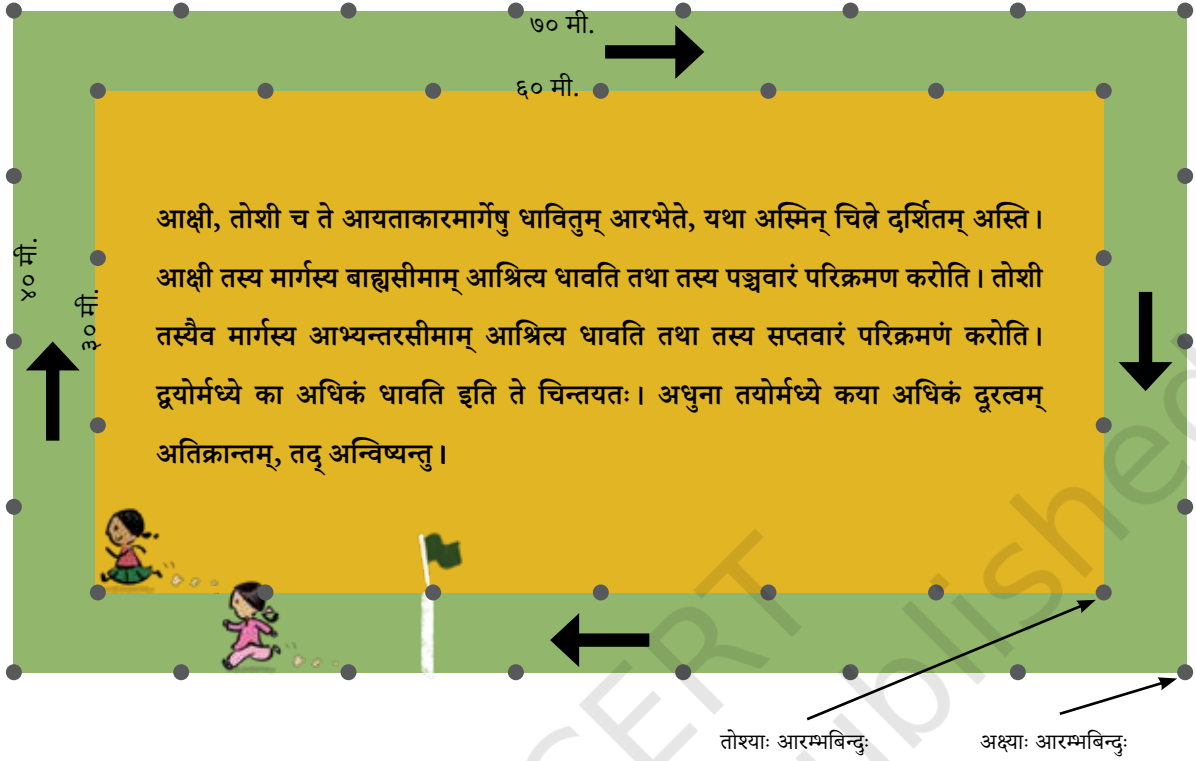 ७० मी.
६० मी.
४० मी.
३० मी.
आक्षी, तोशी च ते आयताकारमार्गेषु धावितुम् आरभेते, यथा अस्मिन् चित्रे दर्शितम् अस्ति।
आक्षी तस्य मार्गस्य बाह्यसीमाम् आश्रित्य धावति तथा तस्य पञ्चवारं परिक्रमण करोति। तोशी
तस्यैव मार्गस्य आभ्यन्तरसीमाम् आश्रित्य धावति तथा तस्य सप्तवारं परिक्रमणं करोति।
द्वयोर्मध्ये का अधिकं धावति इति ते चिन्तयतः। अधुना तयोर्मध्ये कया अधिकं दूरत्वम्
अतिक्रान्तम्, तद् अन्विष्यन्तु।
तोश्याः आरम्भबिन्दुः
अक्ष्याः आरम्भबिन्दुः